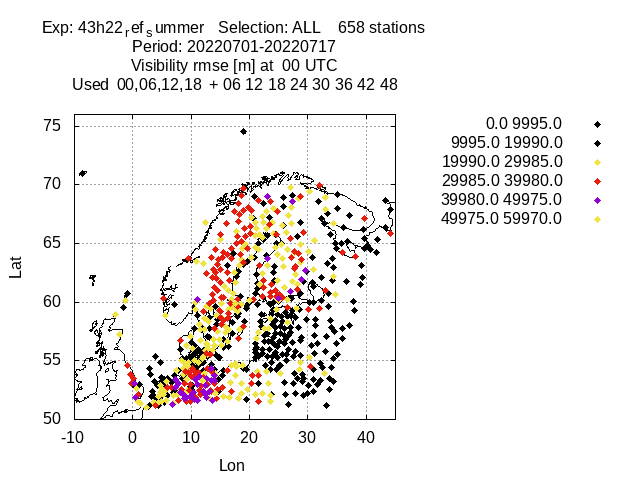 Exp: 43h22refsummer Selection: ALL 658 stations
Period: 20220701-20220717
Visibility rmse [m] at 00 UTC
Used 00,06,12,18 + 06 12 18 24 30 36 42 48
0.0 9995.0
9995.0 19990.0
19990.0 29985.0
29985.0 39980.0
39980.0 49975.0
49975.0 59970.0
75
70
65
60
55
50
Lat
-10 0 10 20 30 40
Lon